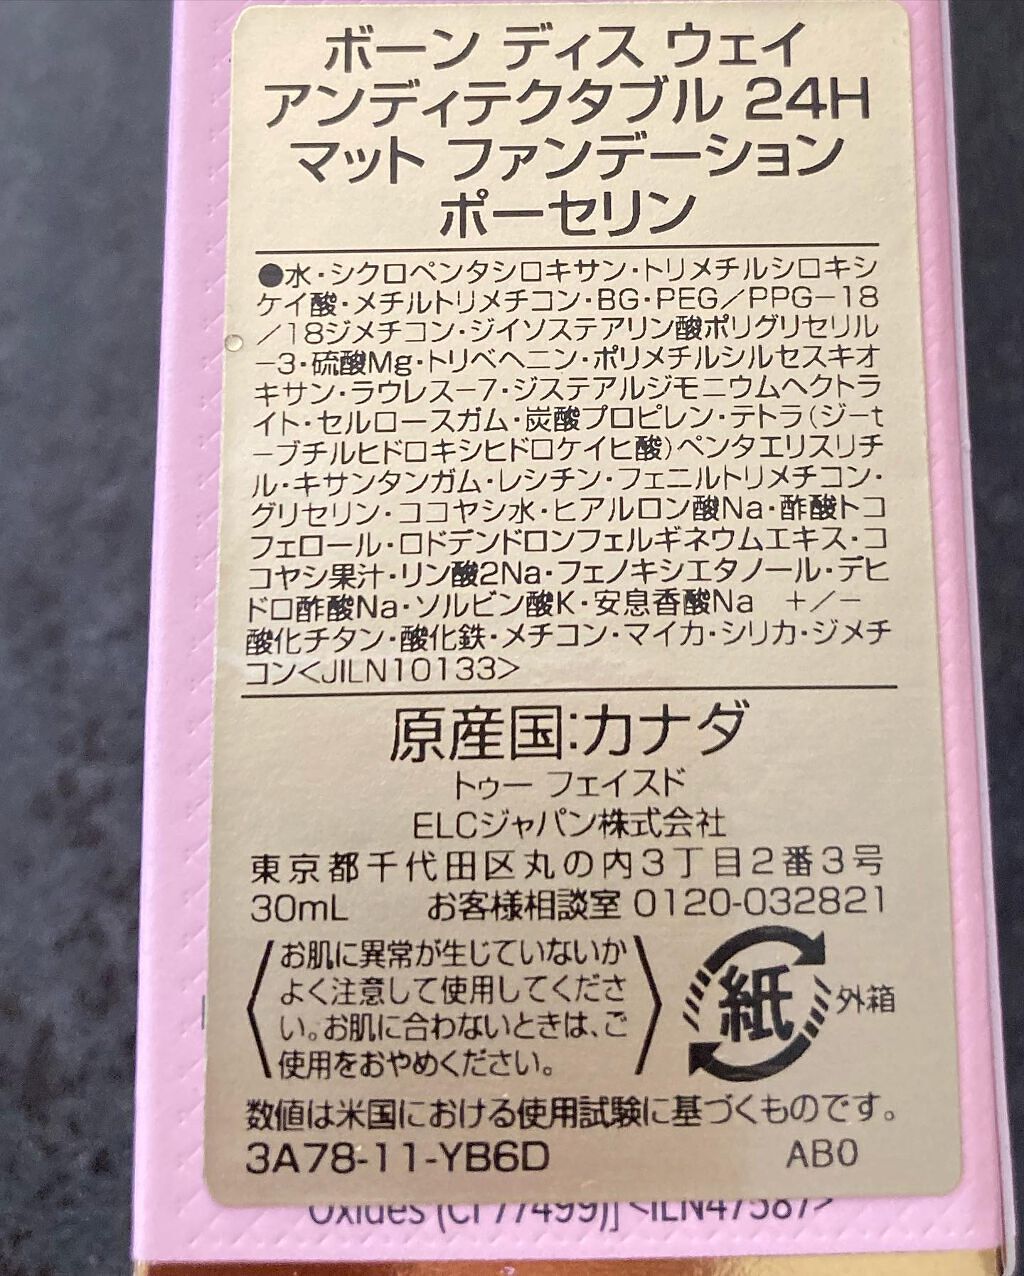 ボーン ディス ウェイ
アンディテクタブル 24H
マット ファンデーション
ポーセリン
●水・シクロペンタシロキサン・トリメチルシロキシ
ケイ酸・メチルトリメチコン・BG・PEG／PPG－18
／18ジメチコン・ジイソステアリン酸ポリグリセリル
－3・硫酸Mg・トリベヘニン・ポリメチルシルセスキオ
キサン・ラウレス－7・ジステアルジモニウムヘクトラ
イト・セルロースガム・炭酸プロピレン・テトラ(ジ－t
－ブチルヒドロキシヒドロケイヒ酸)ペンタエリスリチ
ル・キサンタンガム・レシチン・フェニルトリメチコン・
グリセリン・ココヤシ水・ヒアルロン酸Na・酢酸トコ
フェロール・ロドデンドロンフェルギネウムエキス・コ
コヤシ果汁・リン酸2Na・フェノキシエタノール・デヒ
ドロ酢酸Na・ソルビン酸K・安息香酸Na ＋／－
酸化チタン・酸化鉄・メチコン・マイカ・シリカ・ジメチ
コン<JILN10133>
原産国:カナダ
トゥー フェイスド
ELCジャパン株式会社
東京都千代田区丸の内3丁目2番3号
30mL お客様相談室 0120-032821
お肌に異常が生じていないか
よく注意して使用してくださ
い。お肌に合わないときは、ご
使用をおやめください。
紙 外箱
数値は米国における使用試験に基づくものです。
3A78-11-YB6D AB0
Oxides (CI 77499)] <ILN47587>